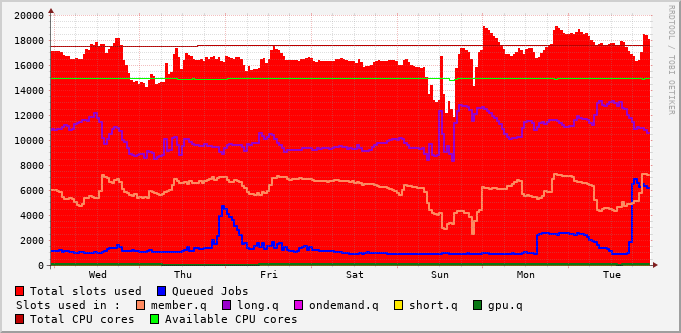 20000
18000
16000
14000
12000
10000
8000
6000
4000
2000
0
Wed Thu Fri Sat Sun Mon Tue
RRDTOOL / TOBI OETIKER
Total slots used Queued Jobs
Slots used in : member.q long.q ondemand.q short.q gpu.q
Total CPU cores Available CPU cores